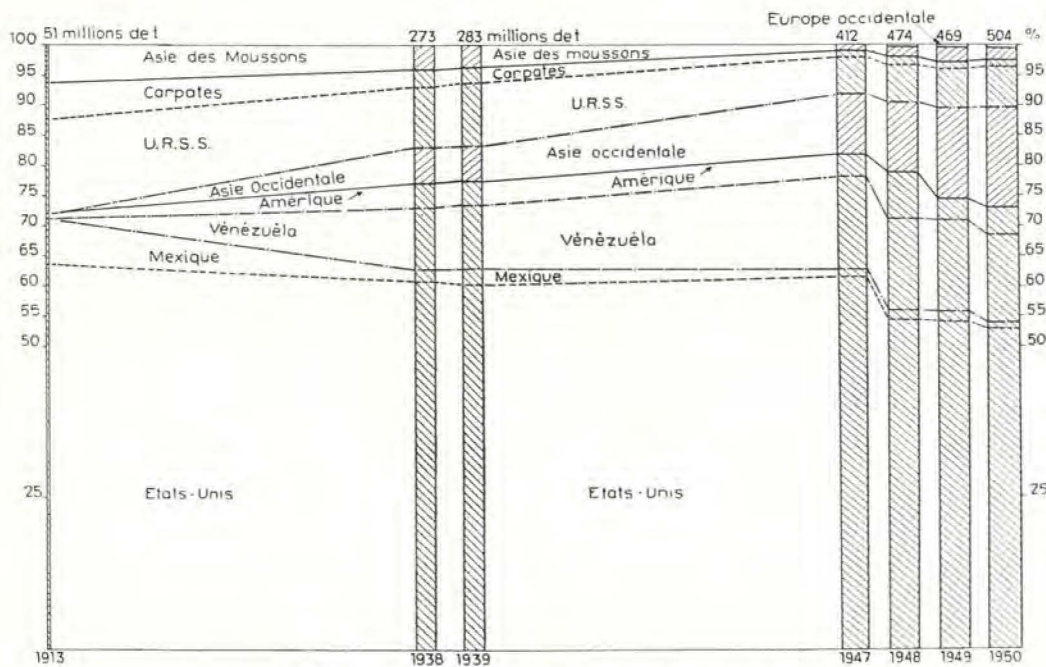 Europe occidentale
100 51 millions de t 273 283 millions de t 412 474 469 504 %
Asie des Moussons
Asie des moussons
95 95
Carpates
Carpates
90 90
U.R.S.S.
U.R.S.S.
85 85
Asie occidentale
80 80
Asie Occidentale
Amérique
75 75
Amérique
70 70
Vénézuéla
Vénèzuéla
65 65
Mexique
Mexique
60 60
55 55
50 50
25 25
Etats-Unis
Etats-Unis
1913 1938 1939 1947 1948 1949 1950